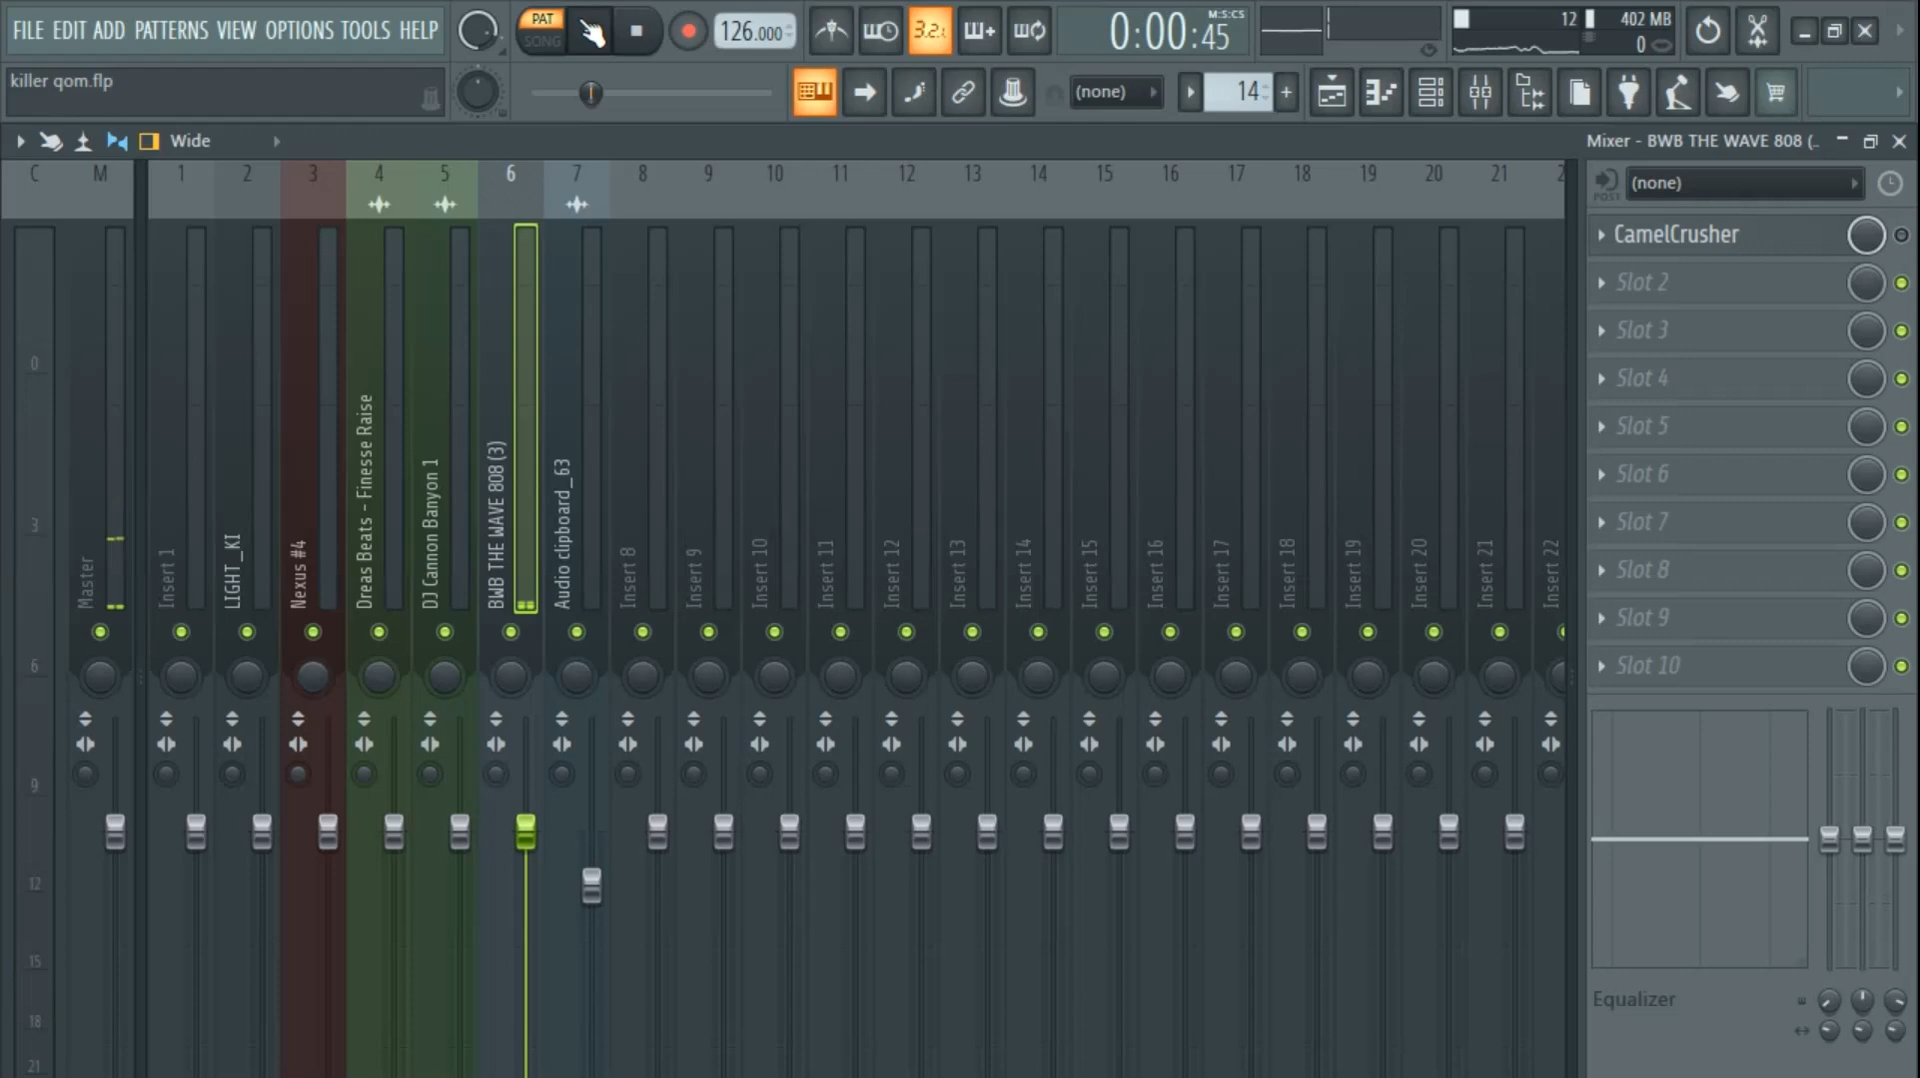 FILE EDIT ADD PATTERNS VIEW OPTIONS TOOLS HELP
PAT
SONG
126.000
3.2.1
0:00:45
M:S:CS
12
402 MB
0
killer qom.flp
(none)
14
+
Wide
Mixer - BWB THE WAVE 808 (..
C M 1 2 3 4 5 6 7 8 9 10 11 12 13 14 15 16 17 18 19 20 21 2
POST
(none)
CamelCrusher
Slot 2
Slot 3
Slot 4
Slot 5
Slot 6
Slot 7
Slot 8
Slot 9
Slot 10
0
3
6
9
12
15
18
21
Master
Insert 1
LIGHT_KI
Nexus #4
Dreas Beats - Finesse Raise
DJ Cannon Banyon 1
BWB THE WAVE 808 (3)
Audio clipboard_63
Insert 8
Insert 9
Insert 10
Insert 11
Insert 12
Insert 13
Insert 14
Insert 15
Insert 16
Insert 17
Insert 18
Insert 19
Insert 20
Insert 21
Insert 22
Equalizer